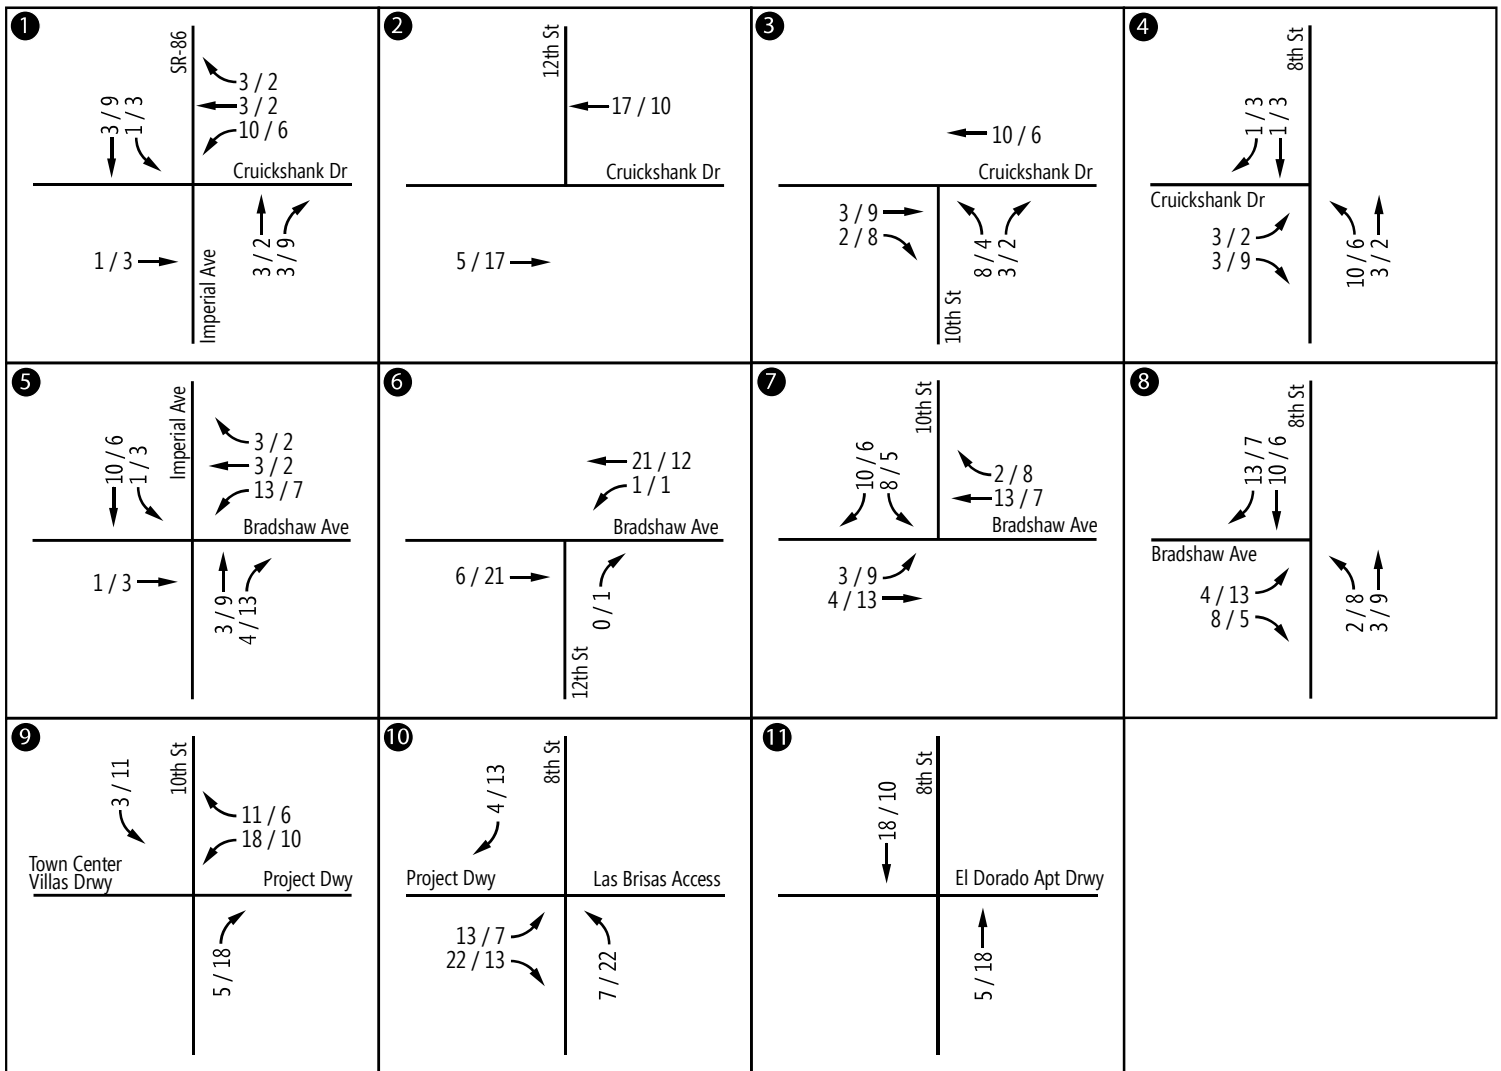 1
SR-86
3 / 9
1 / 3
3 / 2
3 / 2
10 / 6
Cruickshank Dr
1 / 3
3 / 2
3 / 9
Imperial Ave
2
12th St
17 / 10
Cruickshank Dr
5 / 17
3
10 / 6
Cruickshank Dr
3 / 9
2 / 8
8 / 4
3 / 2
10th St
4
8th St
1 / 3
1 / 3
Cruickshank Dr
3 / 2
3 / 9
10 / 6
3 / 2
5
Imperial Ave
10 / 6
1 / 3
3 / 2
3 / 2
13 / 7
Bradshaw Ave
1 / 3
3 / 9
4 / 13
6
21 / 12
1 / 1
Bradshaw Ave
6 / 21
0 / 1
12th St
7
10th St
10 / 6
8 / 5
2 / 8
13 / 7
Bradshaw Ave
3 / 9
4 / 13
8
8th St
13 / 7
10 / 6
Bradshaw Ave
4 / 13
8 / 5
2 / 8
3 / 9
9
10th St
3 / 11
11 / 6
18 / 10
Town Center
Villas Drwy
Project Dwy
5 / 18
10
8th St
4 / 13
Project Dwy
Las Brisas Access
13 / 7
22 / 13
7 / 22
11
8th St
18 / 10
El Dorado Apt Drwy
5 / 18